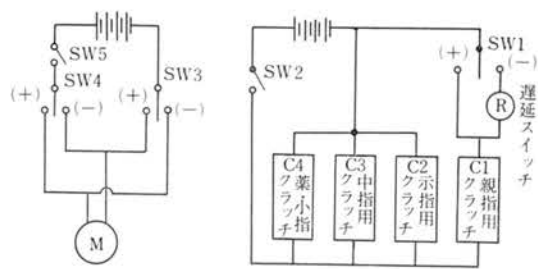 SW5
SW4
SW3
(+)
(-)
(+)
(-)
M
SW2
SW1
(+)
(-)
R
遅延スイッチ
C4
薬・小指
クラッチ
C3
中指用
クラッチ
C2
示指用
クラッチ
C1
親指用
クラッチ